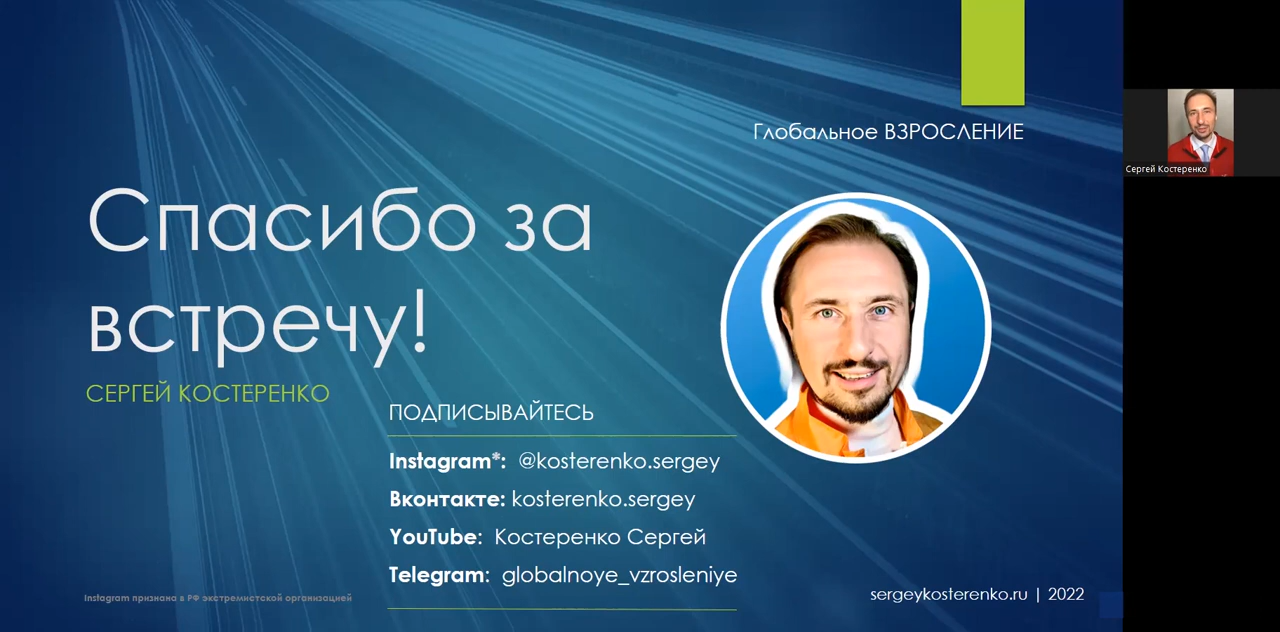 Глобальное ВЗРОСЛЕНИЕ
Спасибо за
встречу!
СЕРГЕЙ КОСТЕРЕНКО
ПОДПИСЫВАЙТЕСЬ
Instagram*: @kosterenko.sergey
Вконтакте: kosterenko.sergey
YouTube: Костеренко Сергей
Telegram: globalnoye_vzrosleniye
Instagram признана в РФ экстремистской организацией
sergeykosterenko.ru | 2022
Сергей Костеренко